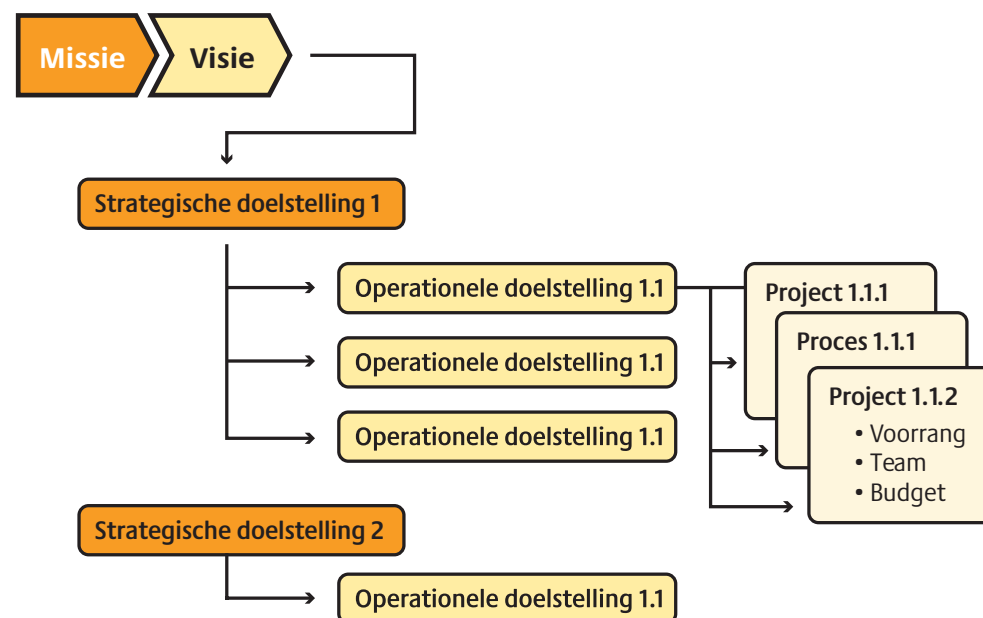 Missie
Visie
Strategische doelstelling 1
Operationele doelstelling 1.1
Operationele doelstelling 1.1
Operationele doelstelling 1.1
Project 1.1.1
Proces 1.1.1
Project 1.1.2
• Voorrang
• Team
• Budget
Strategische doelstelling 2
Operationele doelstelling 1.1